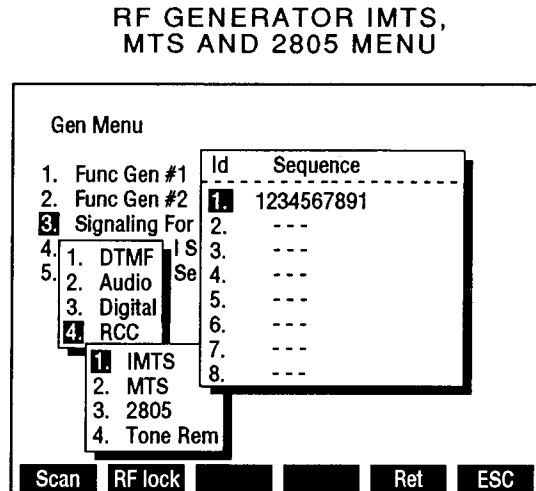 RF GENERATOR IMTS,
MTS AND 2805 MENU
Gen Menu
1. Func Gen #1
2. Func Gen #2
3. Signaling For
4. l S
5. Se
1. DTMF
2. Audio
3. Digital
4. RCC
1. IMTS
2. MTS
3. 2805
4. Tone Rem
Id Sequence
1. 1234567891
2. ---
3. ---
4. ---
5. ---
6. ---
7. ---
8. ---
Scan RF lock Ret ESC